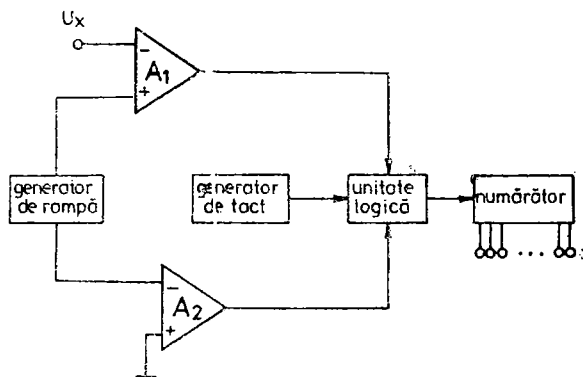 Ux
−
A1
+
generator
de rampă
generator
de tact
unitate
logică
numărător
...
−
A2
+